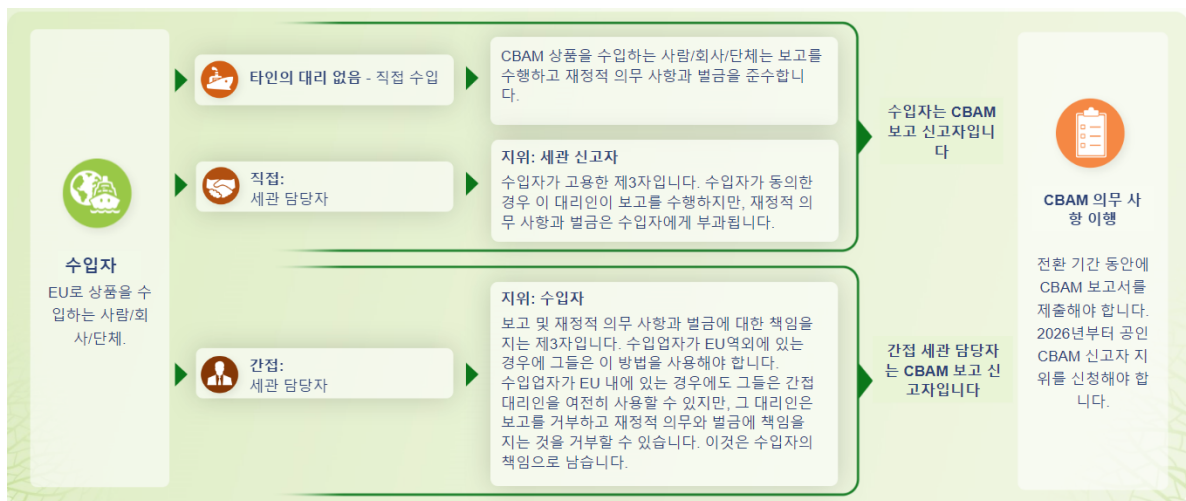 수입자
EU로 상품을 수
입하는 사람/회
사/단체.
타인의 대리 없음 - 직접 수입
CBAM 상품을 수입하는 사람/회사/단체는 보고를
수행하고 재정적 의무 사항과 벌금을 준수합니
다.
직접:
세관 담당자
지위: 세관 신고자
수입자가 고용한 제3자입니다. 수입자가 동의한
경우 이 대리인이 보고를 수행하지만, 재정적 의
무 사항과 벌금은 수입자에게 부과됩니다.
수입자는 CBAM
보고 신고자입니
다
간접:
세관 담당자
지위: 수입자
보고 및 재정적 의무 사항과 벌금에 대한 책임을
지는 제3자입니다. 수입업자가 EU역외에 있는
경우에 그들은 이 방법을 사용해야 합니다.
수입업자가 EU 내에 있는 경우에도 그들은 간접
대리인을 여전히 사용할 수 있지만, 그 대리인은
보고를 거부하고 재정적 의무와 벌금에 책임을
지는 것을 거부할 수 있습니다. 이것은 수입자의
책임으로 남습니다.
간접 세관 담당자
는 CBAM 보고 신
고자입니다
CBAM 의무 사
항 이행
전환 기간 동안에
CBAM 보고서를
제출해야 합니다.
2026년부터 공인
CBAM 신고자 지
위를 신청해야 합
니다.